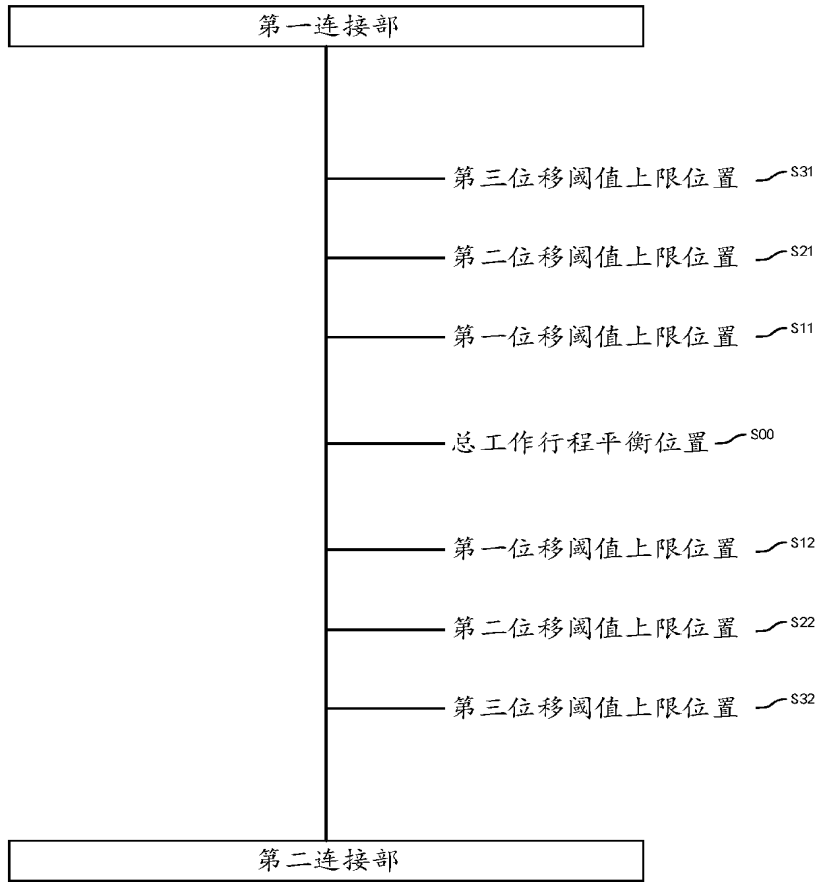 第一连接部
第三位移阈值上限位置 S31
第二位移阈值上限位置 S21
第一位移阈值上限位置 S11
总工作行程平衡位置 S00
第一位移阈值上限位置 S12
第二位移阈值上限位置 S22
第三位移阈值上限位置 S32
第二连接部